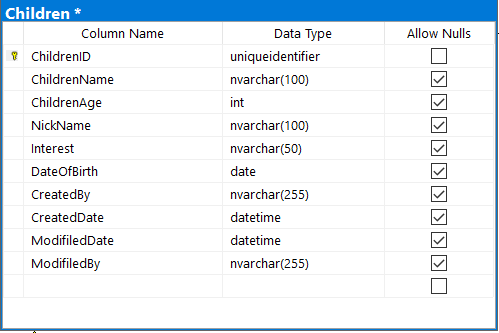 Children *
Column Name Data Type Allow Nulls
ChildrenID uniqueidentifier
ChildrenName nvarchar(100)
ChildrenAge int
NickName nvarchar(100)
Interest nvarchar(50)
DateOfBirth date
CreatedBy nvarchar(255)
CreatedDate datetime
ModifiledDate datetime
ModifiledBy nvarchar(255)